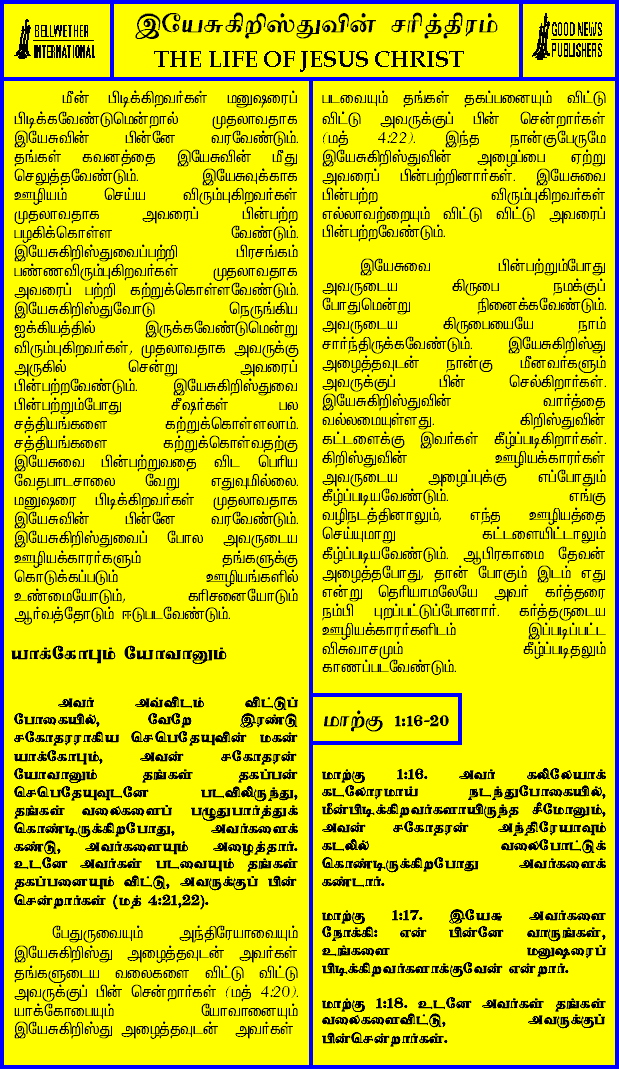 BELLWETHER
INTERNATIONAL
இயேசுகிறிஸ்துவின் சரித்திரம்
THE LIFE OF JESUS CHRIST
GOOD NEWS
PUBLISHERS
மீன் பிடிக்கிறவர்கள் மனுஷரைப்
பிடிக்கவேண்டுமென்றால் முதலாவதாக
இயேசுவின் பின்னே வரவேண்டும்.
தங்கள் கவனத்தை இயேசுவின் மீது
செலுத்தவேண்டும். இயேசுவுக்காக
ஊழியம் செய்ய விரும்புகிறவர்கள்
முதலாவதாக அவரைப் பின்பற்ற
பழகிக்கொள்ள வேண்டும்.
இயேசுகிறிஸ்துவைப்பற்றி பிரசங்கம்
பண்ணவிரும்புகிறவர்கள் முதலாவதாக
அவரைப் பற்றி கற்றுக்கொள்ளவேண்டும்.
இயேசுகிறிஸ்துவோடு நெருங்கிய
ஐக்கியத்தில் இருக்கவேண்டுமென்று
விரும்புகிறவர்கள், முதலாவதாக அவருக்கு
அருகில் சென்று அவரைப்
பின்பற்றவேண்டும். இயேசுகிறிஸ்துவை
பின்பற்றும்போது சீஷர்கள் பல
சத்தியங்களை கற்றுக்கொள்ளலாம்.
சத்தியங்களை கற்றுக்கொள்வதற்கு
இயேசுவை பின்பற்றுவதை விட பெரிய
வேதபாடசாலை வேறு எதுவுமில்லை.
மனுஷரை பிடிக்கிறவர்கள் முதலாவதாக
இயேசுவின் பின்னே வரவேண்டும்.
இயேசுகிறிஸ்துவைப் போல அவருடைய
ஊழியக்காரர்களும் தங்களுக்கு
கொடுக்கப்படும் ஊழியங்களில்
உண்மையோடும், கரிசனையோடும்
ஆர்வத்தோடும் ஈடுபடவேண்டும்.
யாக்கோபும் யோவானும்
அவர் அவ்விடம் விட்டுப்
போகையில், வேறே இரண்டு
சகோதரராகிய செபெதேயுவின் மகன்
யாக்கோபும், அவன் சகோதரன்
யோவானும் தங்கள் தகப்பன்
செபெதேயுவுடனே படவிலிருந்து,
தங்கள் வலைகளைப் பழுதுபார்த்துக்
கொண்டிருக்கிறபோது, அவர்களைக்
கண்டு, அவர்களையும் அழைத்தார்.
உடனே அவர்கள் படவையும் தங்கள்
தகப்பனையும் விட்டு, அவருக்குப் பின்
சென்றார்கள் (மத் 4:21,22).
பேதுருவையும் அந்திரேயாவையும்
இயேசுகிறிஸ்து அழைத்தவுடன் அவர்கள்
தங்களுடைய வலைகளை விட்டு விட்டு
அவருக்குப் பின் சென்றார்கள் (மத் 4:20).
யாக்கோபையும் யோவானையும்
இயேசுகிறிஸ்து அழைத்தவுடன் அவர்கள்
படவையும் தங்கள் தகப்பனையும் விட்டு
விட்டு அவருக்குப் பின் சென்றார்கள்
(மத் 4:22). இந்த நான்குபேருமே
இயேசுகிறிஸ்துவின் அழைப்பை ஏற்று
அவரைப் பின்பற்றினார்கள். இயேசுவை
பின்பற்ற விரும்புகிறவர்கள்
எல்லாவற்றையும் விட்டு விட்டு அவரைப்
பின்பற்றவேண்டும்.
இயேசுவை பின்பற்றும்போது
அவருடைய கிருபை நமக்குப்
போதுமென்று நினைக்கவேண்டும்.
அவருடைய கிருபையையே நாம்
சார்ந்திருக்கவேண்டும். இயேசுகிறிஸ்து
அழைத்தவுடன் நான்கு மீனவர்களும்
அவருக்குப் பின் செல்கிறார்கள்.
இயேசுகிறிஸ்துவின் வார்த்தை
வல்லமையுள்ளது. கிறிஸ்துவின்
கட்டளைக்கு இவர்கள் கீழ்ப்படிகிறார்கள்.
கிறிஸ்துவின் ஊழியக்காரர்கள்
அவருடைய அழைப்புக்கு எப்போதும்
கீழ்ப்படியவேண்டும். எங்கு
வழிநடத்தினாலும், எந்த ஊழியத்தை
செய்யுமாறு கட்டளையிட்டாலும்
கீழ்ப்படியவேண்டும். ஆபிரகாமை தேவன்
அழைத்தபோது, தான் போகும் இடம் எது
என்று தெரியாமலேயே அவர் கர்த்தரை
நம்பி புறப்பட்டுப்போனார். கர்த்தருடைய
ஊழியக்காரர்களிடம் இப்படிப்பட்ட
விசுவாசமும் கீழ்ப்படிதலும்
காணப்படவேண்டும்.
மாற்கு 1:16-20
மாற்கு 1:16. அவர் கலிலேயாக்
கடலோரமாய் நடந்துபோகையில்,
மீன்பிடிக்கிறவர்களாயிருந்த சீமோனும்,
அவன் சகோதரன் அந்திரேயாவும்
கடலில் வலைபோட்டுக்
கொண்டிருக்கிறபோது அவர்களைக்
கண்டார்.
மாற்கு 1:17. இயேசு அவர்களை
நோக்கி: என் பின்னே வாருங்கள்,
உங்களை மனுஷரைப்
பிடிக்கிறவர்களாக்குவேன் என்றார்.
மாற்கு 1:18. உடனே அவர்கள் தங்கள்
வலைகளைவிட்டு, அவருக்குப்
பின்சென்றார்கள்.